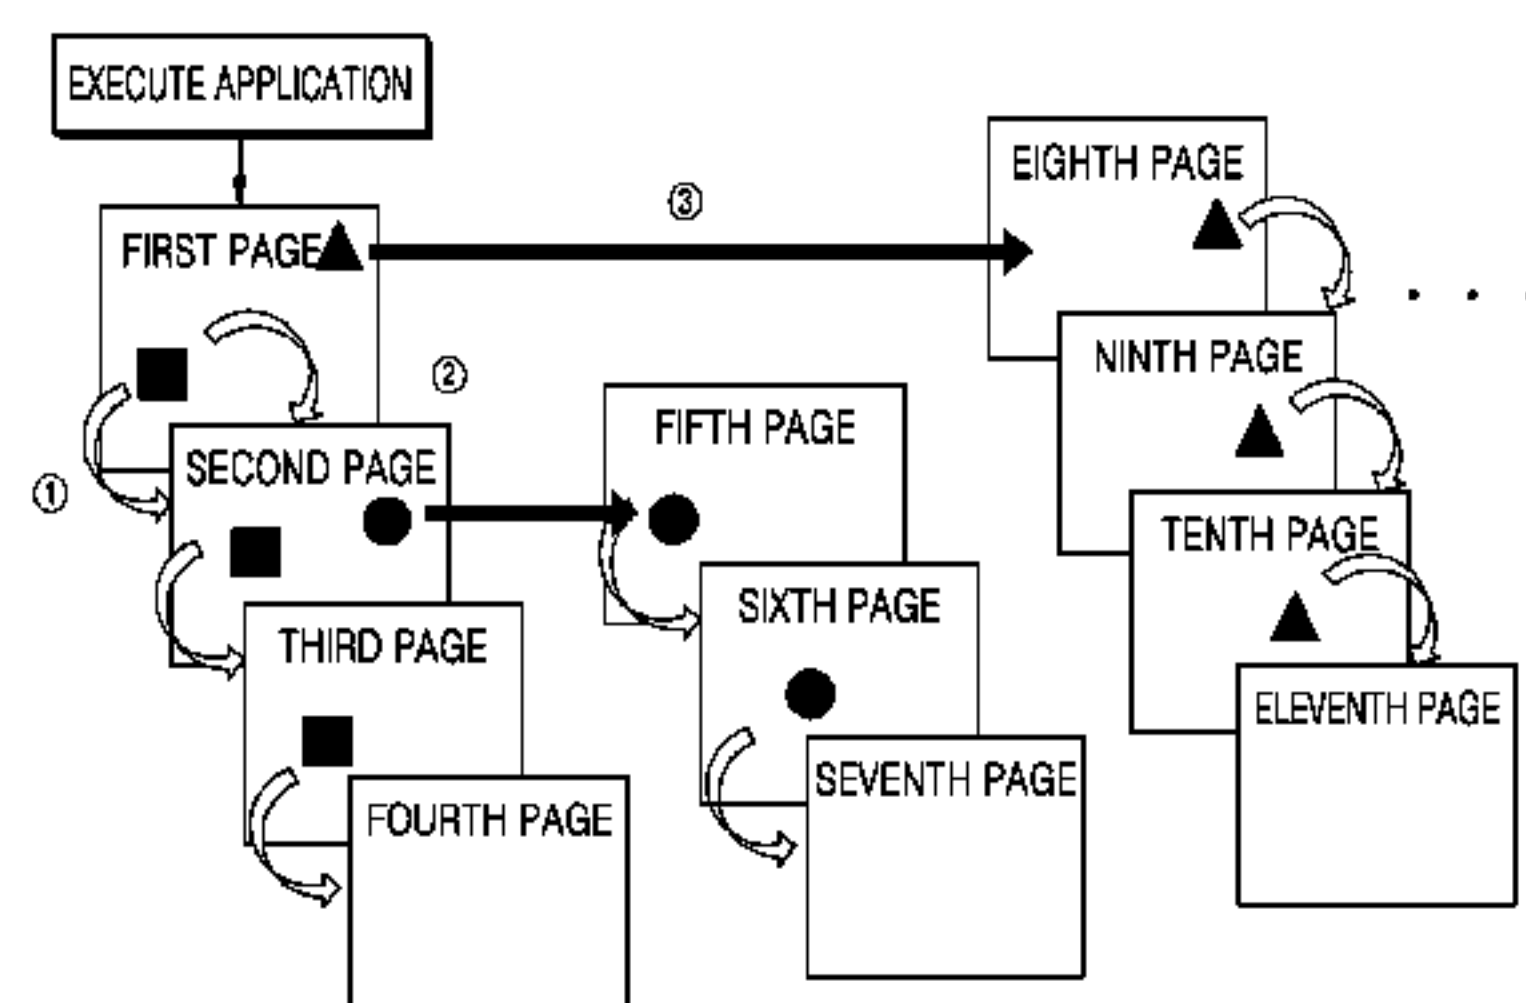 EXECUTE APPLICATION
FIRST PAGE
③
EIGHTH PAGE
NINTH PAGE
②
①
SECOND PAGE
FIFTH PAGE
TENTH PAGE
THIRD PAGE
SIXTH PAGE
ELEVENTH PAGE
FOURTH PAGE
SEVENTH PAGE